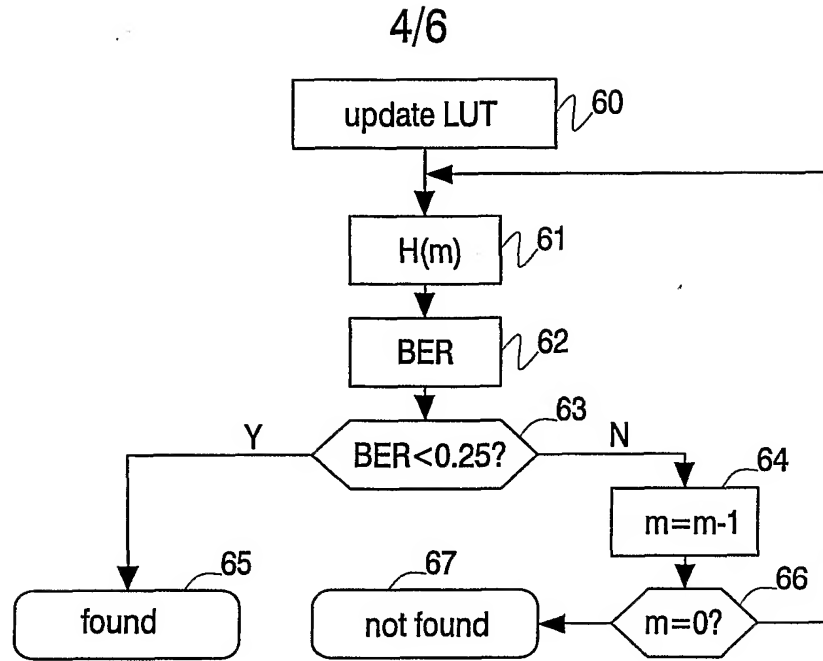 4/6
update LUT
60
H(m)
61
BER
62
BER<0.25?
63
Y
N
m=m-1
64
found
65
not found
67
m=0?
66